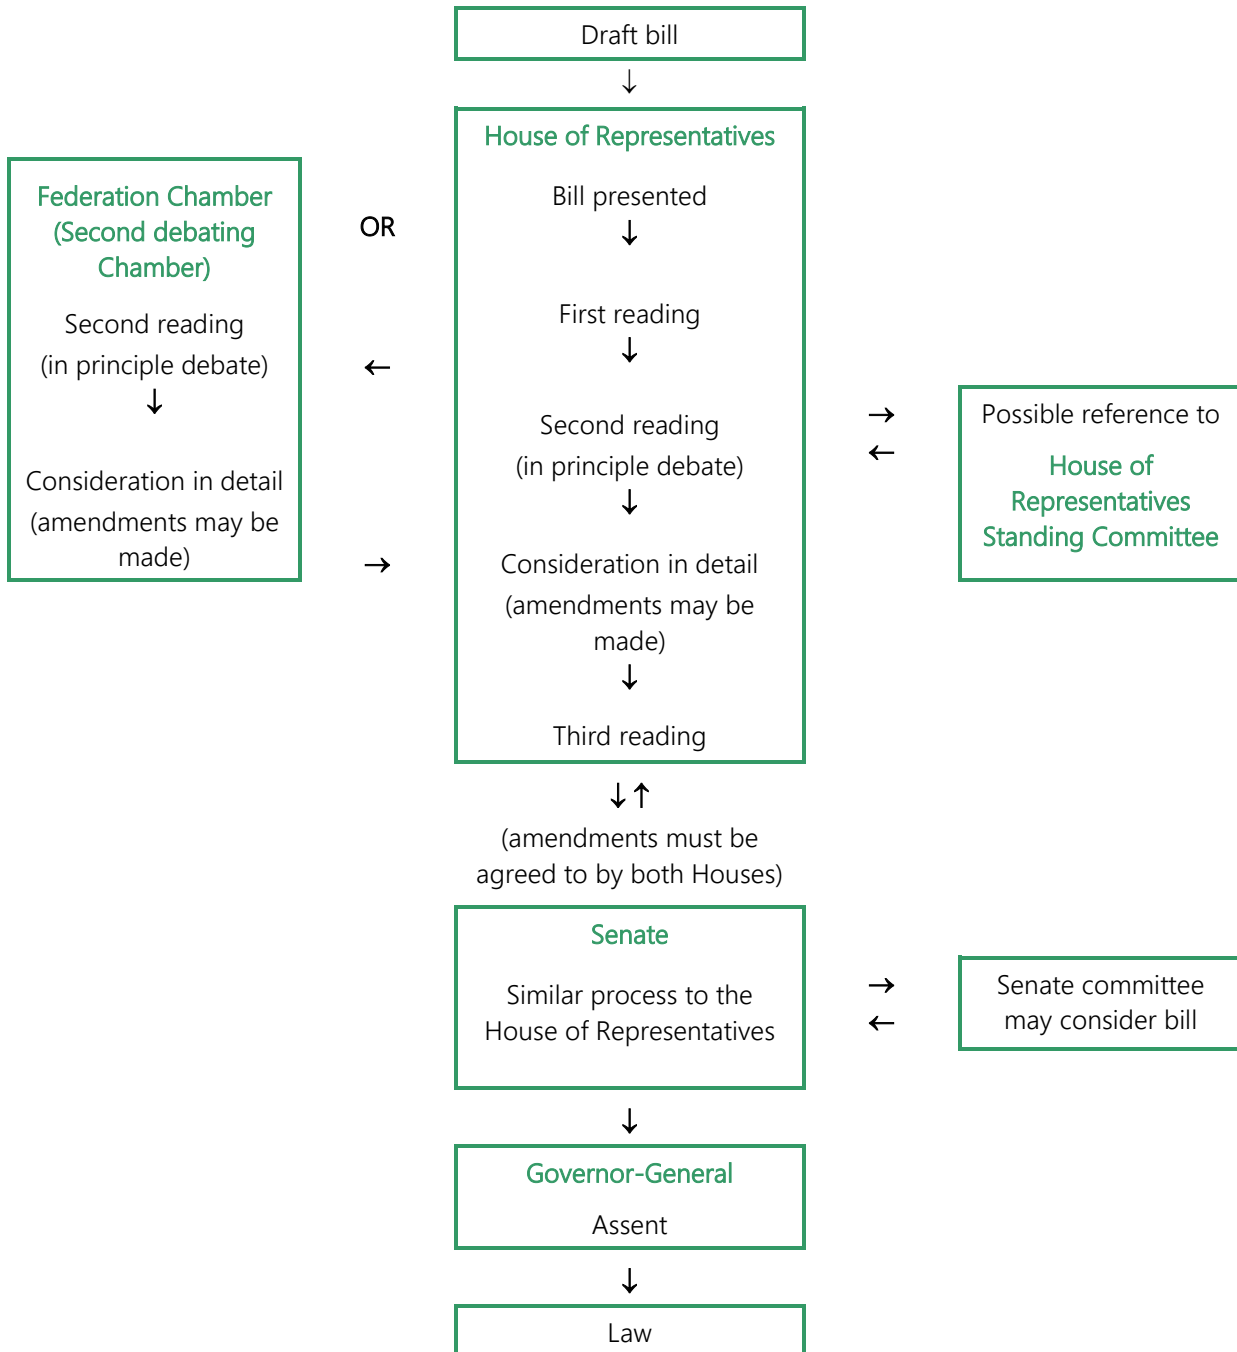 Draft bill
↓
House of Representatives
Bill presented
↓
First reading
↓
Second reading
(in principle debate)
↓
Consideration in detail
(amendments may be
made)
↓
Third reading
Federation Chamber
(Second debating
Chamber)
Second reading
(in principle debate)
↓
Consideration in detail
(amendments may be
made)
OR
←
→
→
←
Possible reference to
House of
Representatives
Standing Committee
↓↑
(amendments must be
agreed to by both Houses)
Senate
Similar process to the
House of Representatives
→
←
Senate committee
may consider bill
↓
Governor-General
Assent
↓
Law